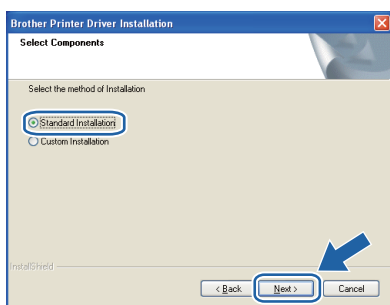 Brother Printer Driver Installation
Select Components
Select the method of Installation
Standard Installation
Custom Installation
InstallShield
< Back Next > Cancel